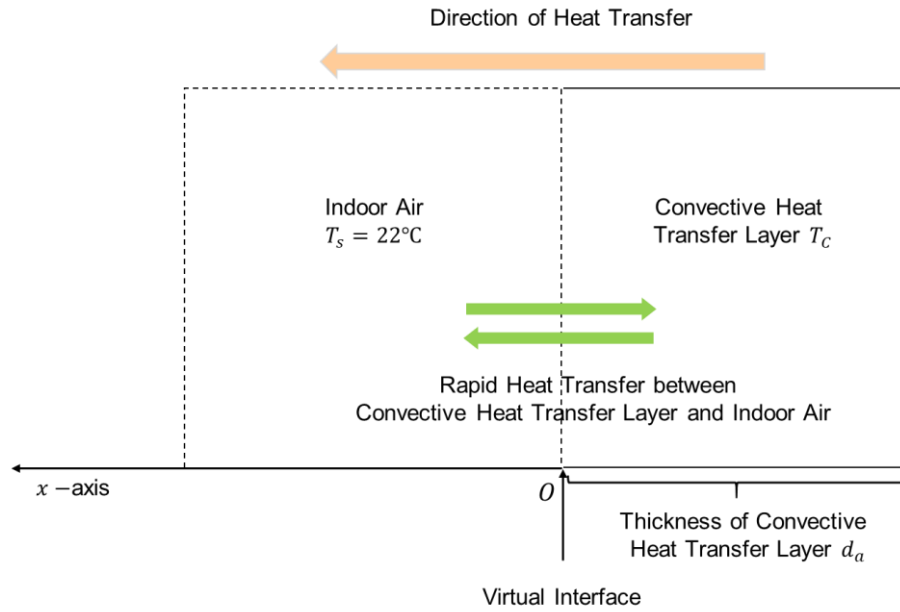 Direction of Heat Transfer
Indoor Air
T_s = 22℃
Convective Heat
Transfer Layer T_C
Rapid Heat Transfer between
Convective Heat Transfer Layer and Indoor Air
x −axis
O
Thickness of Convective
Heat Transfer Layer d_a
Virtual Interface